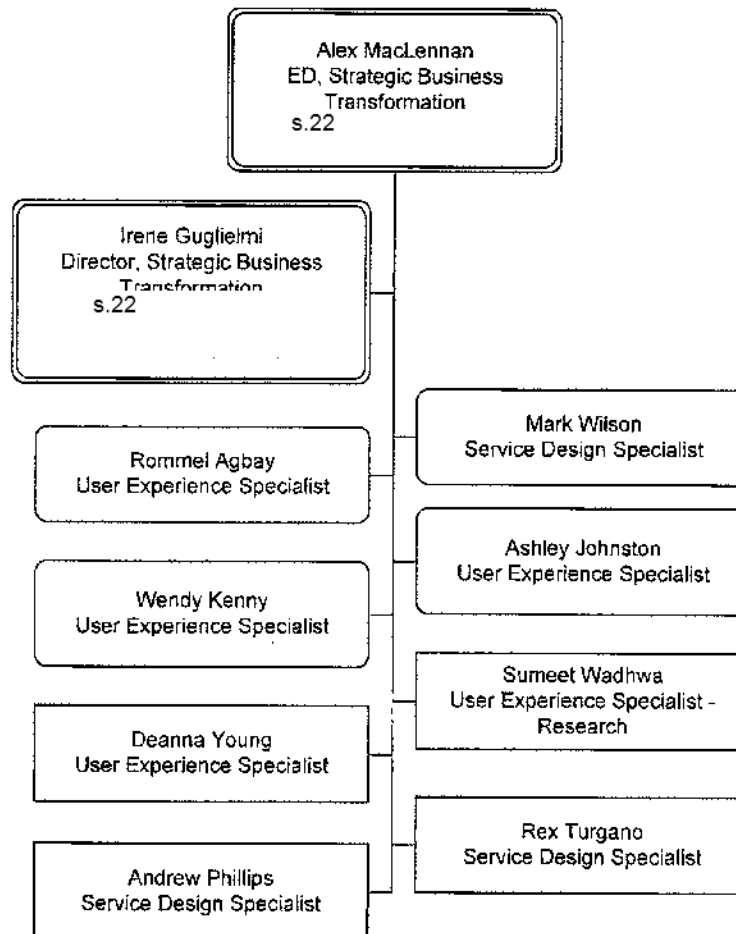 Alex MacLennan
ED, Strategic Business
Transformation
s.22
Irene Guglielmi
Director, Strategic Business
Transformation
s.22
Mark Wilson
Service Design Specialist
Rommel Agbay
User Experience Specialist
Ashley Johnston
User Experience Specialist
Wendy Kenny
User Experience Specialist
Sumeet Wadhwa
User Experience Specialist -
Research
Deanna Young
User Experience Specialist
Rex Turgano
Service Design Specialist
Andrew Phillips
Service Design Specialist